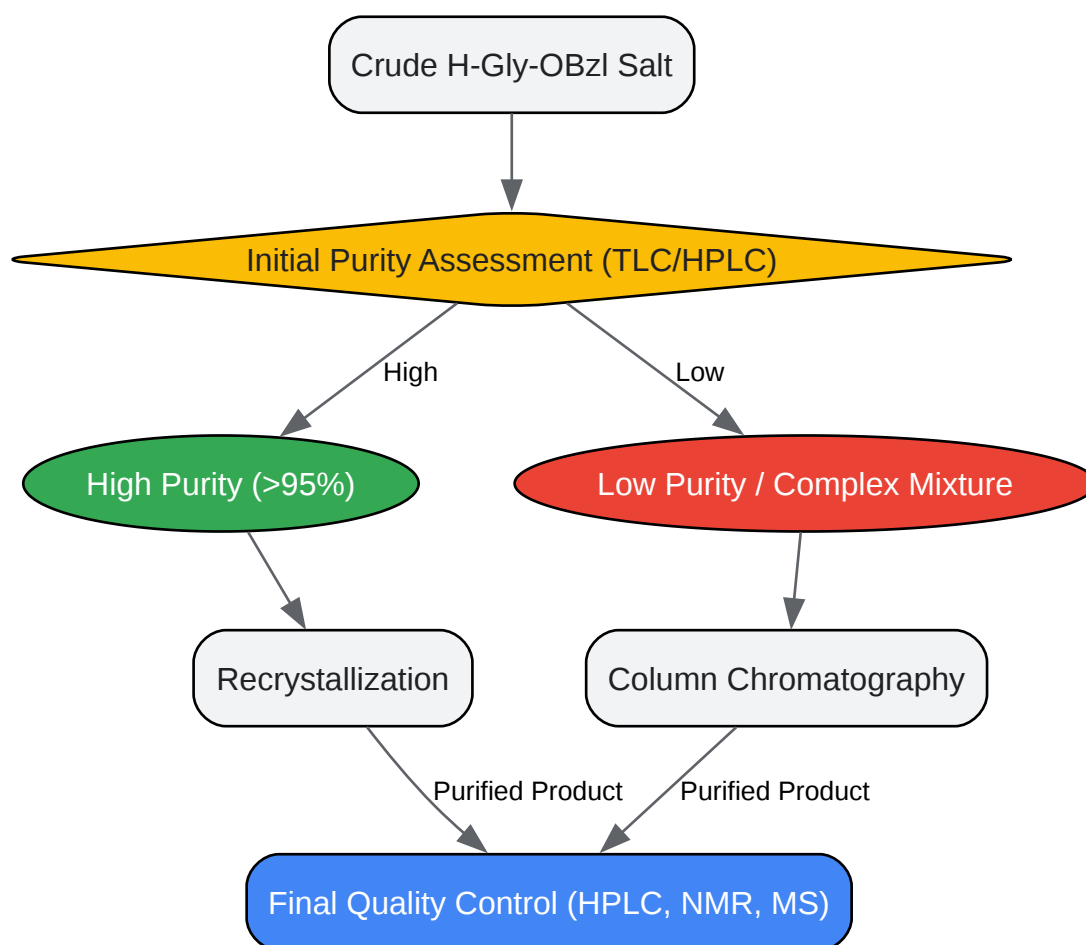 Crude H-Gly-OBzl Salt
Initial Purity Assessment (TLC/HPLC)
High
Low
High Purity (>95%)
Low Purity / Complex Mixture
Recrystallization
Column Chromatography
Purified Product
Purified Product
Final Quality Control (HPLC, NMR, MS)